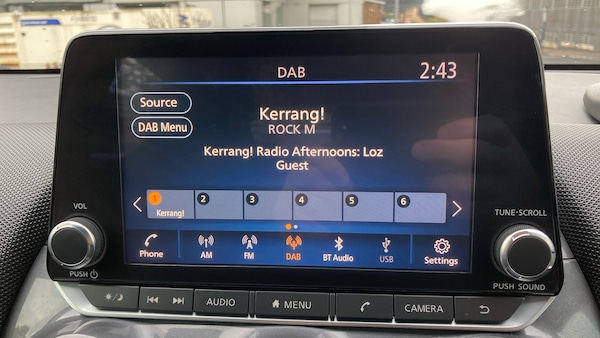 DAB
2:43
Source
DAB Menu
Kerrang!
ROCK M
Kerrang! Radio Afternoons: Loz
Guest
1 2 3 4 5 6
Kerrang!
Phone AM FM DAB BT Audio USB Settings
VOL
PUSH
TUNE·SCROLL
PUSH SOUND
AUDIO MENU CAMERA